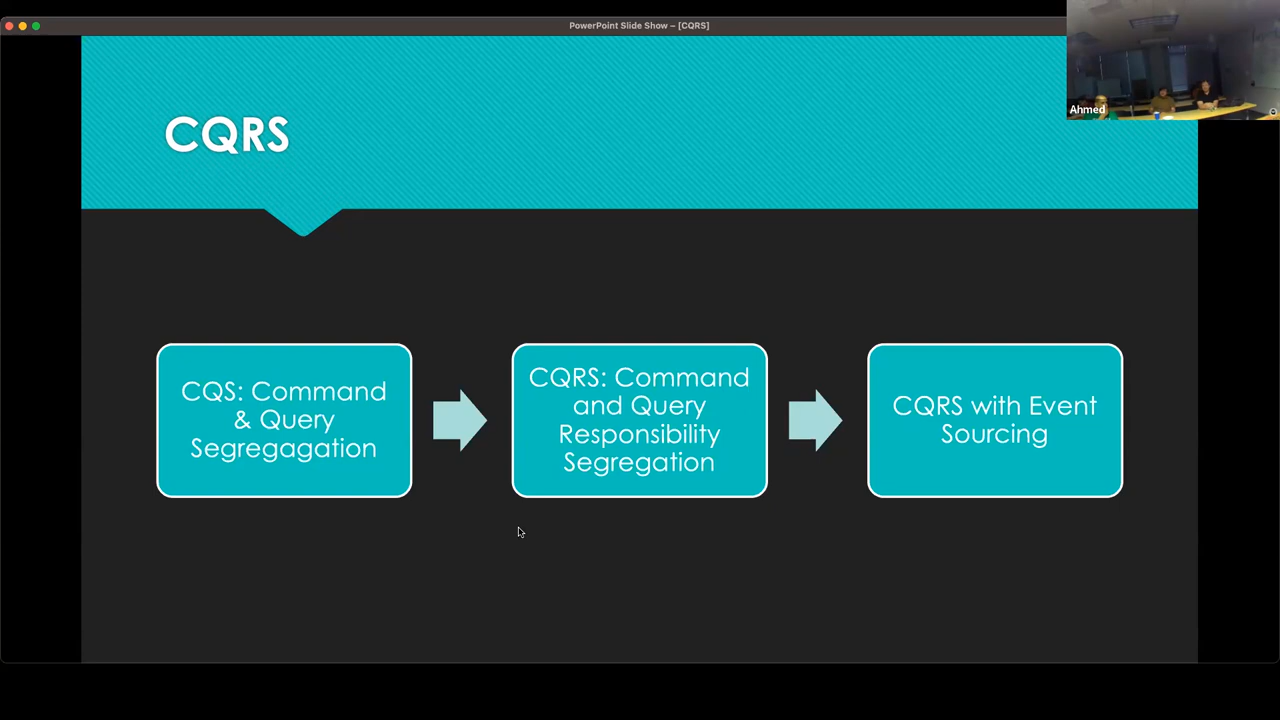 PowerPoint Slide Show – [CQRS]
Ahmed
CQRS
CQS: Command
& Query
Segregagation
CQRS: Command
and Query
Responsibility
Segregation
CQRS with Event
Sourcing